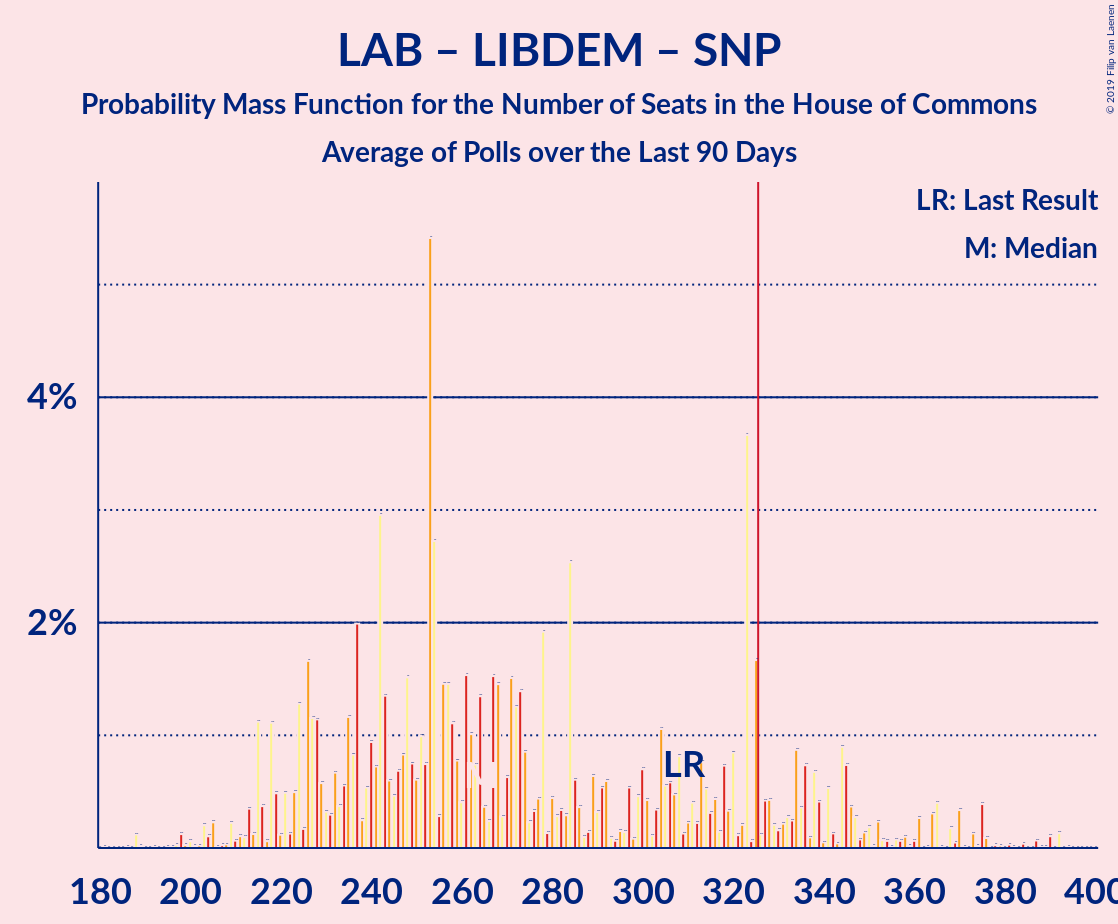 LAB – LIBDEM – SNP
Probability Mass Function for the Number of Seats in the House of Commons
Average of Polls over the Last 90 Days
© 2019 Filip van Laenen
LR: Last Result
M: Median
4%
2%
LR
M
180 200 220 240 260 280 300 320 340 360 380 400